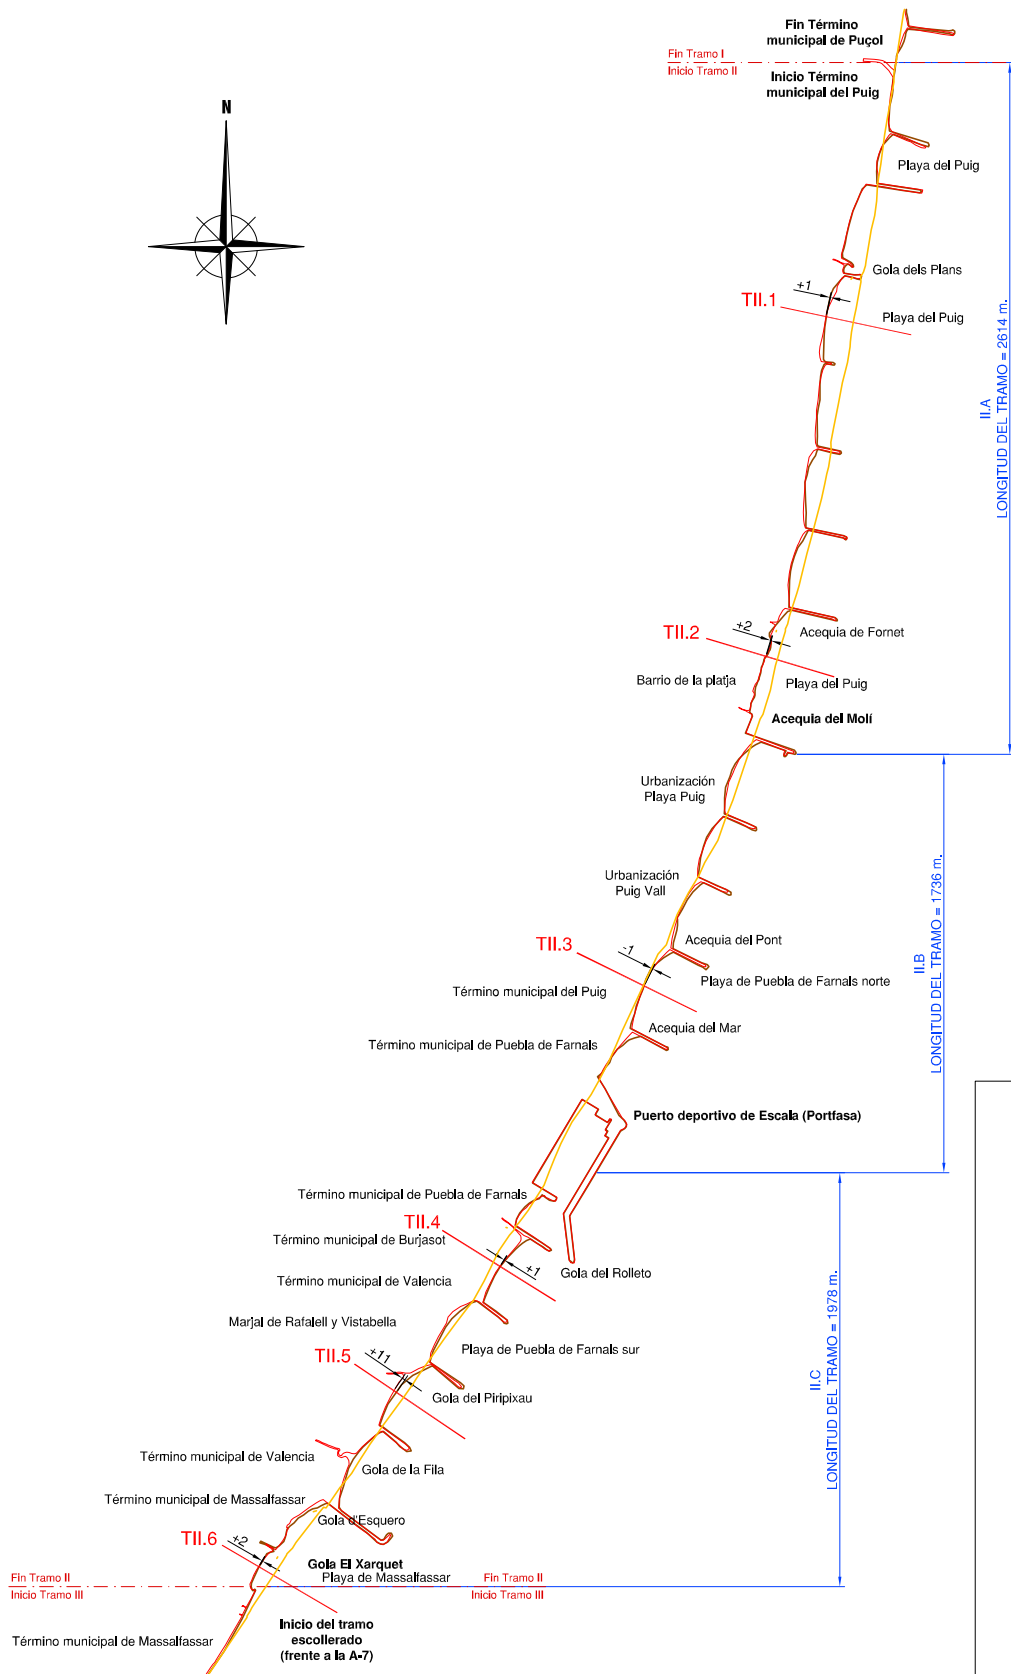 Fin Término
municipal de Puçol
Fin Tramo I
Inicio Tramo II
Inicio Término
municipal del Puig
N
Playa del Puig
Gola dels Plans
+1
TII.1
Playa del Puig
II.A
LONGITUD DEL TRAMO = 2614 m.
+2
TII.2
Acequia de Fornet
Barrio de la platja
Playa del Puig
Acequia del Molí
Urbanización
Playa Puig
Urbanización
Puig Vall
Acequia del Pont
TII.3
-1
Playa de Puebla de Farnals norte
Término municipal del Puig
II.B
LONGITUD DEL TRAMO = 1736 m.
Acequia del Mar
Término municipal de Puebla de Farnals
Puerto deportivo de Escala (Portfasa)
Término municipal de Puebla de Farnals
TII.4
Término municipal de Burjasot
+1
Gola del Rolleto
Término municipal de Valencia
Marjal de Rafalell y Vistabella
Playa de Puebla de Farnals sur
TII.5
+11
Gola del Piripixau
II.C
LONGITUD DEL TRAMO = 1978 m.
Término municipal de Valencia
Gola de la Fila
Término municipal de Massalfassar
Gola d'Esquero
TII.6
+2
Gola El Xarquet
Playa de Massalfassar
Fin Tramo II
Inicio Tramo III
Fin Tramo II
Inicio Tramo III
Inicio del tramo
escollerado
(frente a la A-7)
Término municipal de Massalfassar